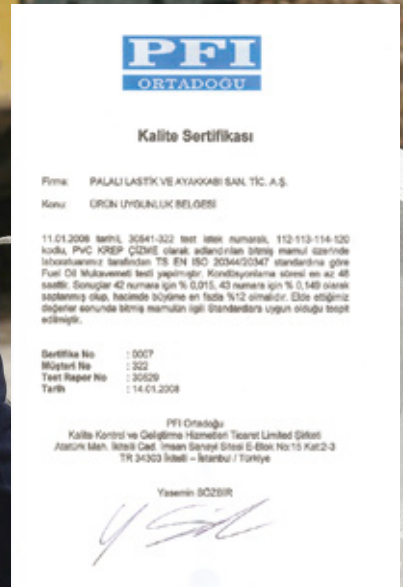 PFI
ORTADOĞU
Kalite Sertifikası
Firma: PALALI LASTİK VE AYAKKABI SAN. TİC. A.Ş.
Konu: ÜRÜN UYGUNLUK BELGESİ
11.01.2008 tarihli, 30541-322 test istek numaralı, 112-113-114-120
kodlu, PVC KREP ÇİZME olarak adlandırılan bitmiş mamul üzerinde
laboratuarımız tarafından TS EN ISO 20344/20347 standardına göre
Fuel Oil Mukavemeti testi yapılmıştır. Kondüsyonlama süresi en az 48
saattir. Sonuçlar 42 numara için % 0,015, 43 numara için % 0,149 olarak
saptanmış olup, hacimde büyüme en fazla %12 olmalıdır. Elde ettiğimiz
değerler sonunda bitmiş mamulün ilgili Standardlara uygun olduğu tespit
edilmiştir.
Sertifika No : 0007
Müşteri No : 322
Test Rapor No : 30529
Tarih : 14.01.2008
PFI Ortadoğu
Kalite Kontrol ve Geliştirme Hizmetleri Ticaret Limited Şirketi
Atatürk Mah. İkitelli Cad. İmsan Sanayi Sitesi E-Blok No:15 Kat:2-3
TR 34303 İkitelli – İstanbul / Türkiye
Yasemin SÖZBİR